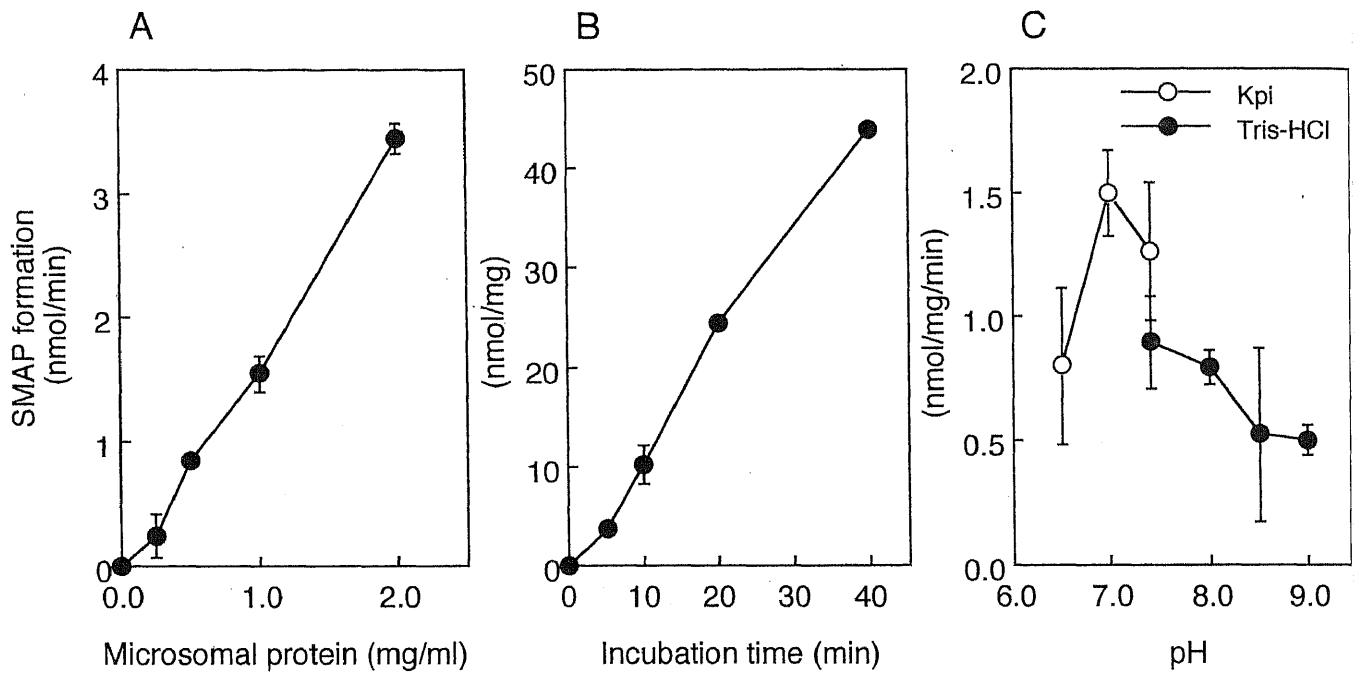 A
B
C
4
3
2
1
0
0.0 1.0 2.0
SMAP formation
(nmol/min)
Microsomal protein (mg/ml)
50
40
30
20
10
0
0 10 20 30 40
(nmol/mg)
Incubation time (min)
2.0
1.5
1.0
0.5
0.0
6.0 7.0 8.0 9.0
(nmol/mg/min)
pH
Kpi
Tris-HCl